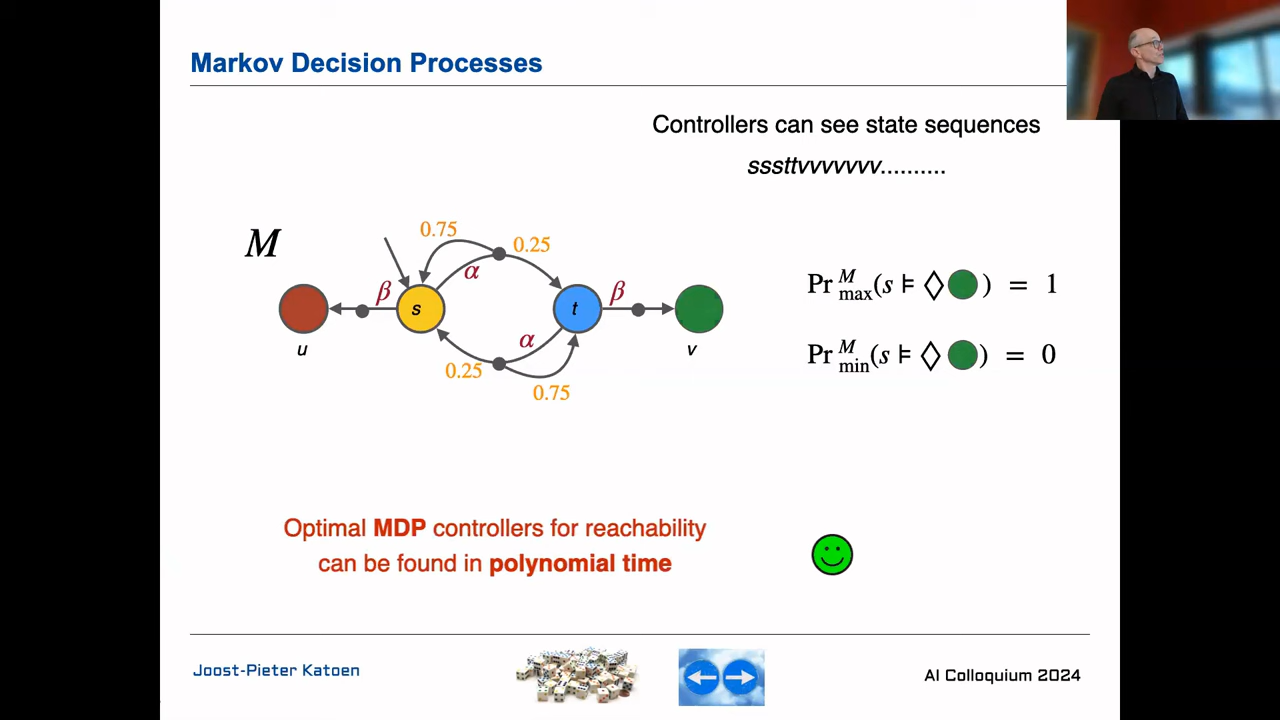 Markov Decision Processes
Controllers can see state sequences
sssttvvvvvvv..........
M
0.75
0.25
α
β
s
t
β
u
v
α
0.25
0.75
Pr M max (s ⊨ ◇ ) = 1
Pr M min (s ⊨ ◇ ) = 0
Optimal MDP controllers for reachability
can be found in polynomial time
Joost-Pieter Katoen
AI Colloquium 2024